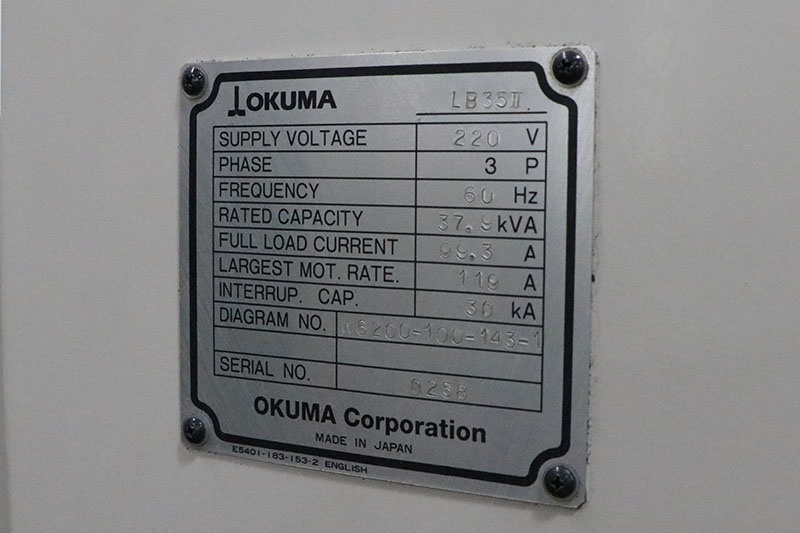 OKUMA LB35II.
SUPPLY VOLTAGE 220 V
PHASE 3 P
FREQUENCY 60 Hz
RATED CAPACITY 37.9 kVA
FULL LOAD CURRENT 99.3 A
LARGEST MOT. RATE. 119 A
INTERRUP. CAP. 30 kA
DIAGRAM NO.
SERIAL NO. 0258
OKUMA Corporation
MADE IN JAPAN
E5401-183-153-2 ENGLISH